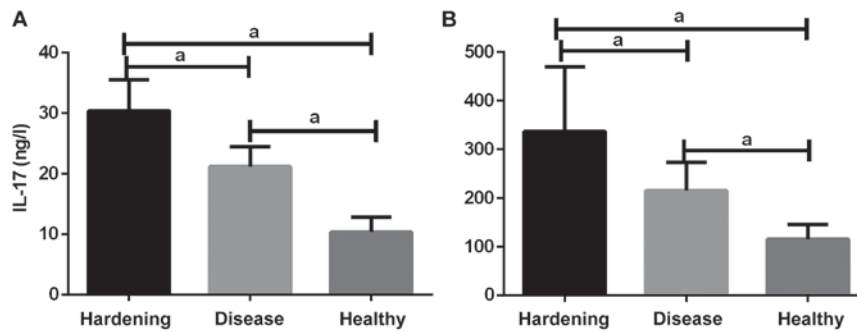 A
IL-17 (ng/l)
40
30
20
10
0
a
a
a
Hardening Disease Healthy
B
500
400
300
200
100
0
a
a
a
Hardening Disease Healthy